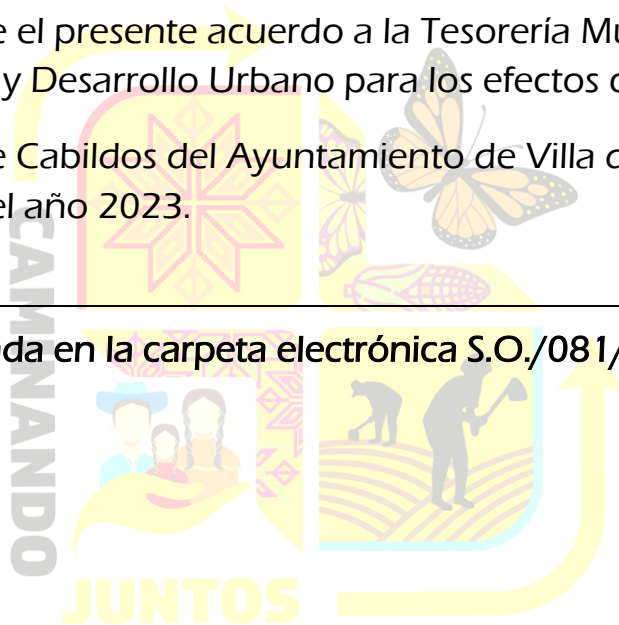 e el presente acuerdo a la Tesorería Mu
y Desarrollo Urbano para los efectos
e Cabildos del Ayuntamiento de Villa
el año 2023.
da en la carpeta electrónica S.O./081/
CAMINANDO
JUNTOS